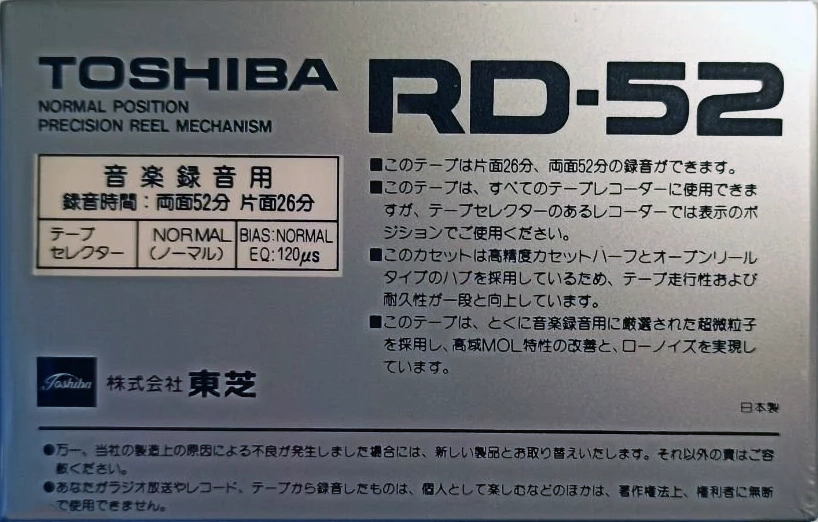 TOSHIBA RD-52
NORMAL POSITION
PRECISION REEL MECHANISM
音楽録音用
録音時間：両面52分 片面26分
テープセレクター NORMAL(ノーマル) BIAS:NORMAL EQ:120μs
■このテープは片面26分、両面52分の録音ができます。
■このテープは、すべてのテープレコーダーに使用できま
すが、テープセレクターのあるレコーダーでは表示のポ
ジションでご使用ください。
■このカセットは高精度カセットハーフとオープンリール
タイプのハブを採用しているため、テープ走行性および
耐久性が一段と向上しています。
■このテープは、とくに音楽録音用に厳選された超微粒子
を採用し、高域MOL特性の改善と、ローノイズを実現し
ています。
Toshiba 株式会社 東芝
日本製
●万一、当社の製造上の原因による不良が発生しました場合には、新しい製品とお取り替えいたします。それ以外の責はご容
赦ください。
●あなたがラジオ放送やレコード、テープから録音したものは、個人として楽しむなどのほかは、著作権法上、権利者に無断
で使用できません。